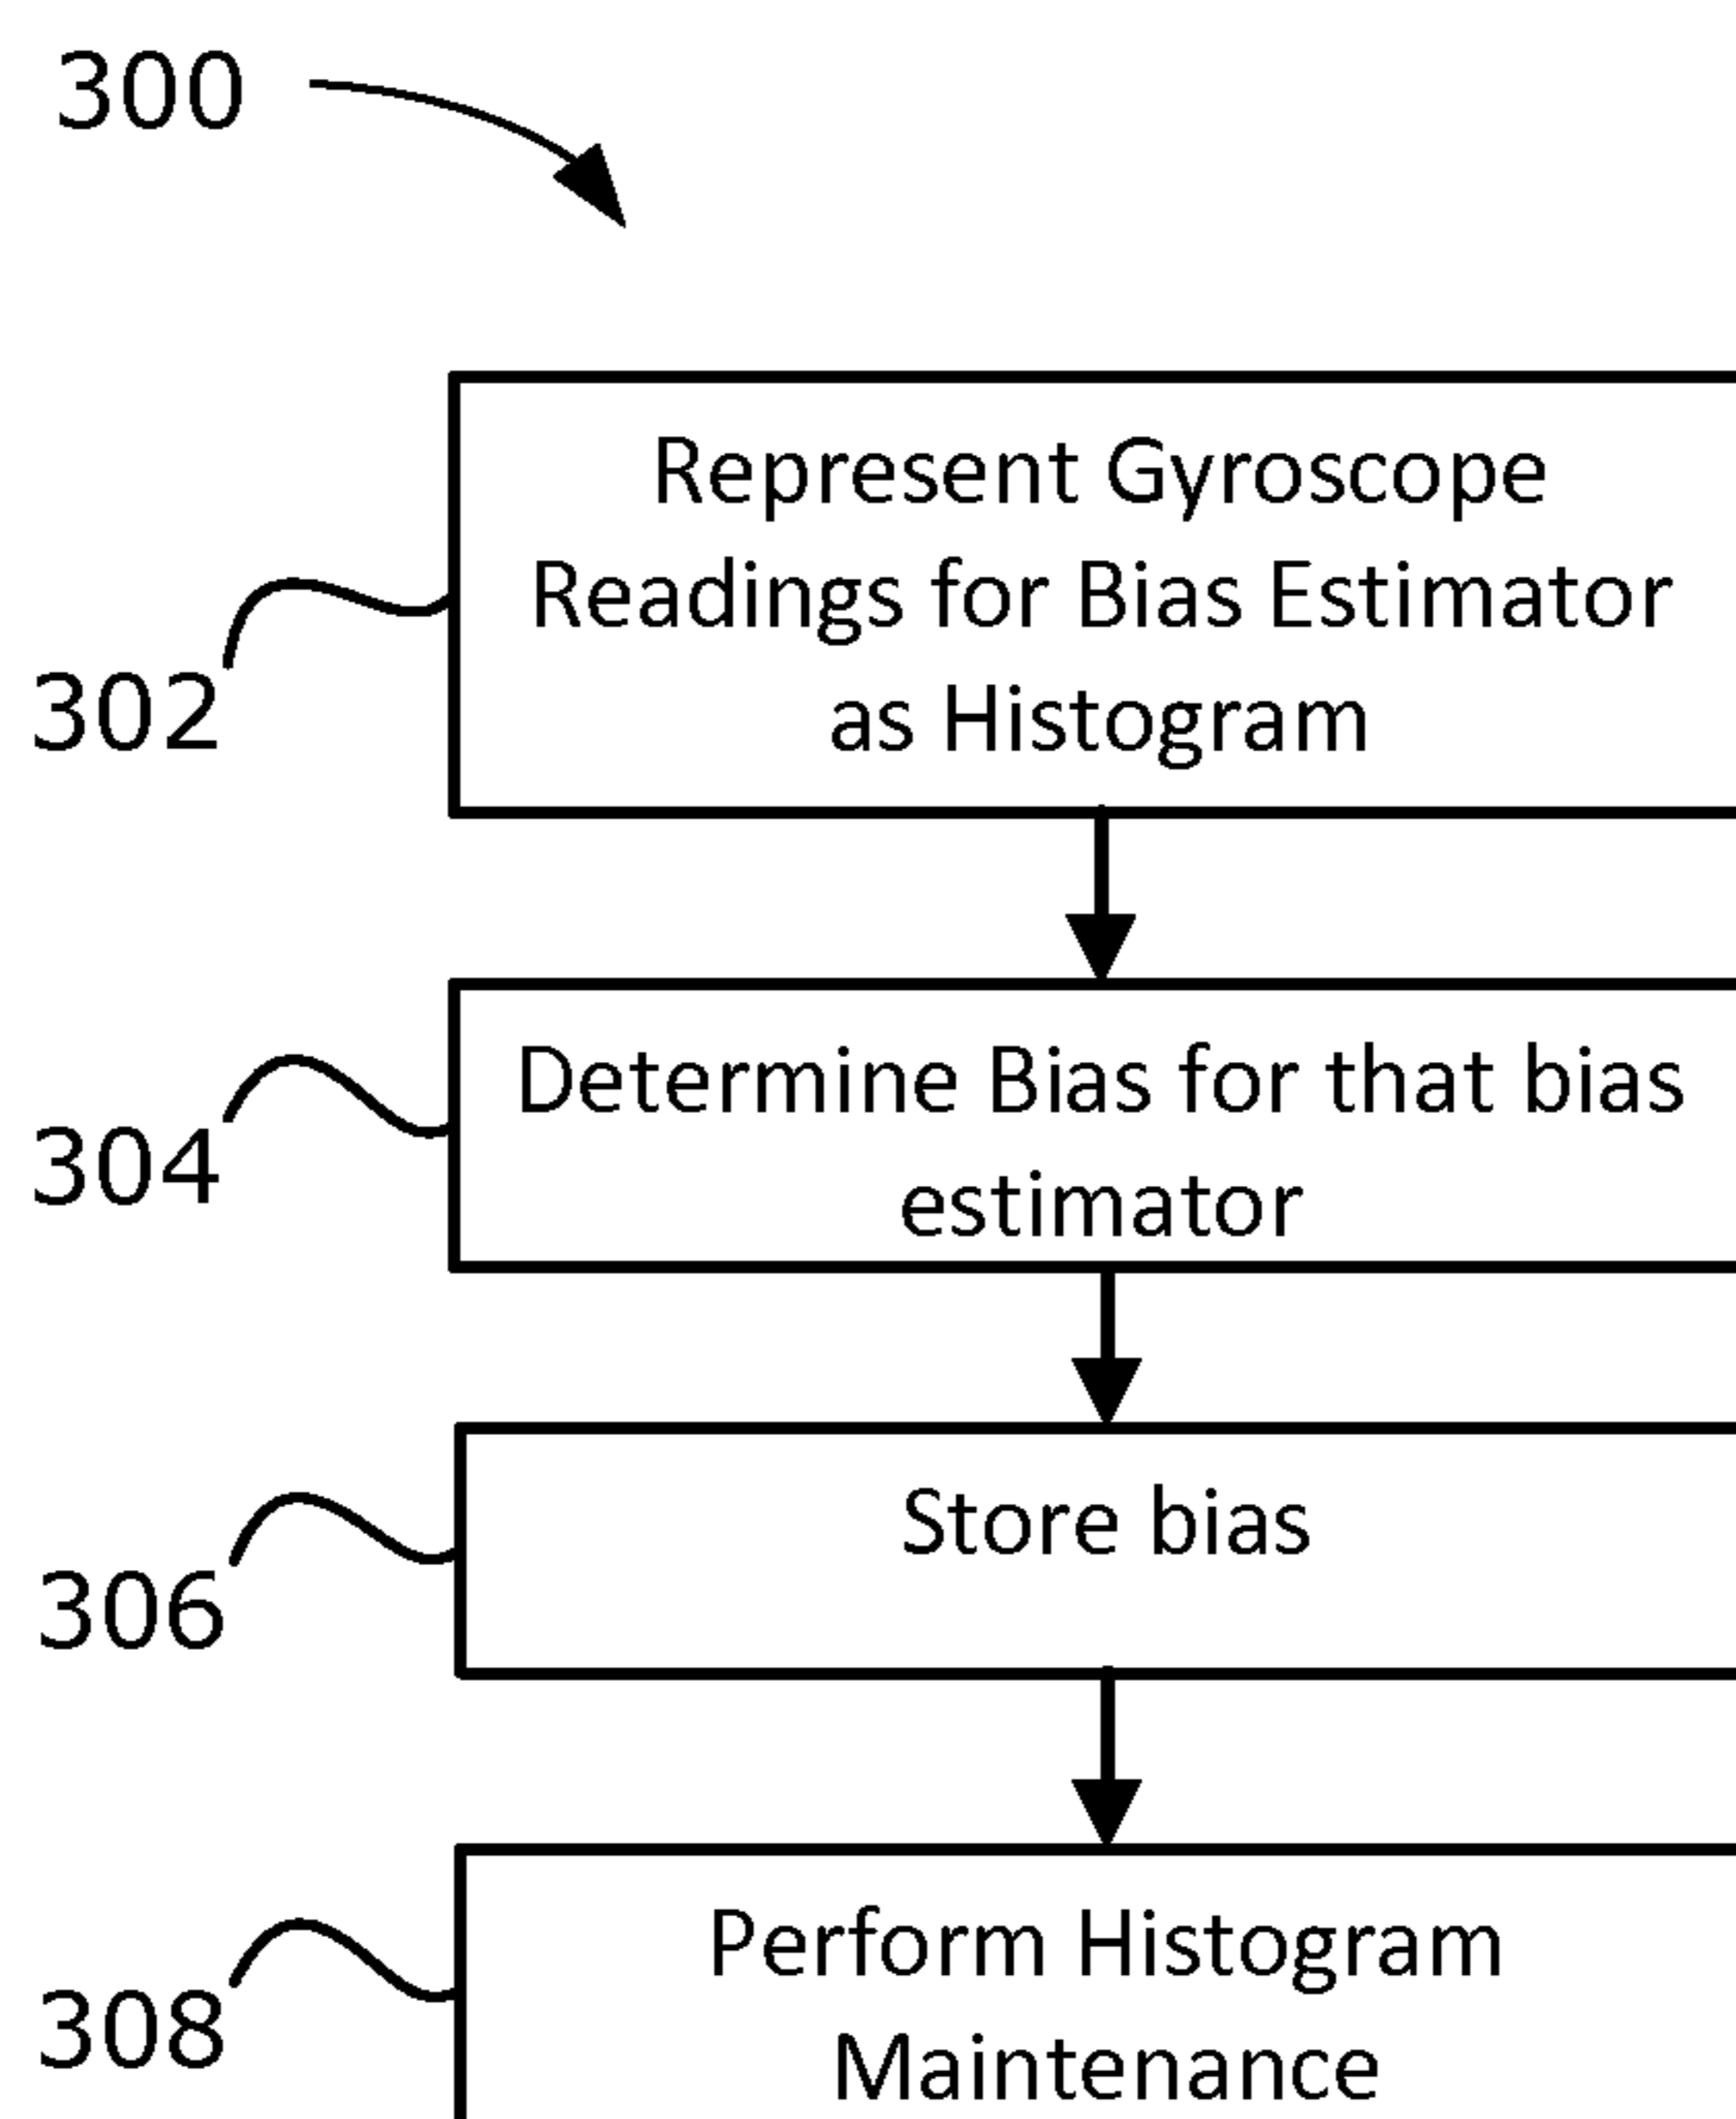 300
Represent Gyroscope
Readings for Bias Estimator
as Histogram
302
Determine Bias for that bias
estimator
304
Store bias
306
Perform Histogram
Maintenance
308